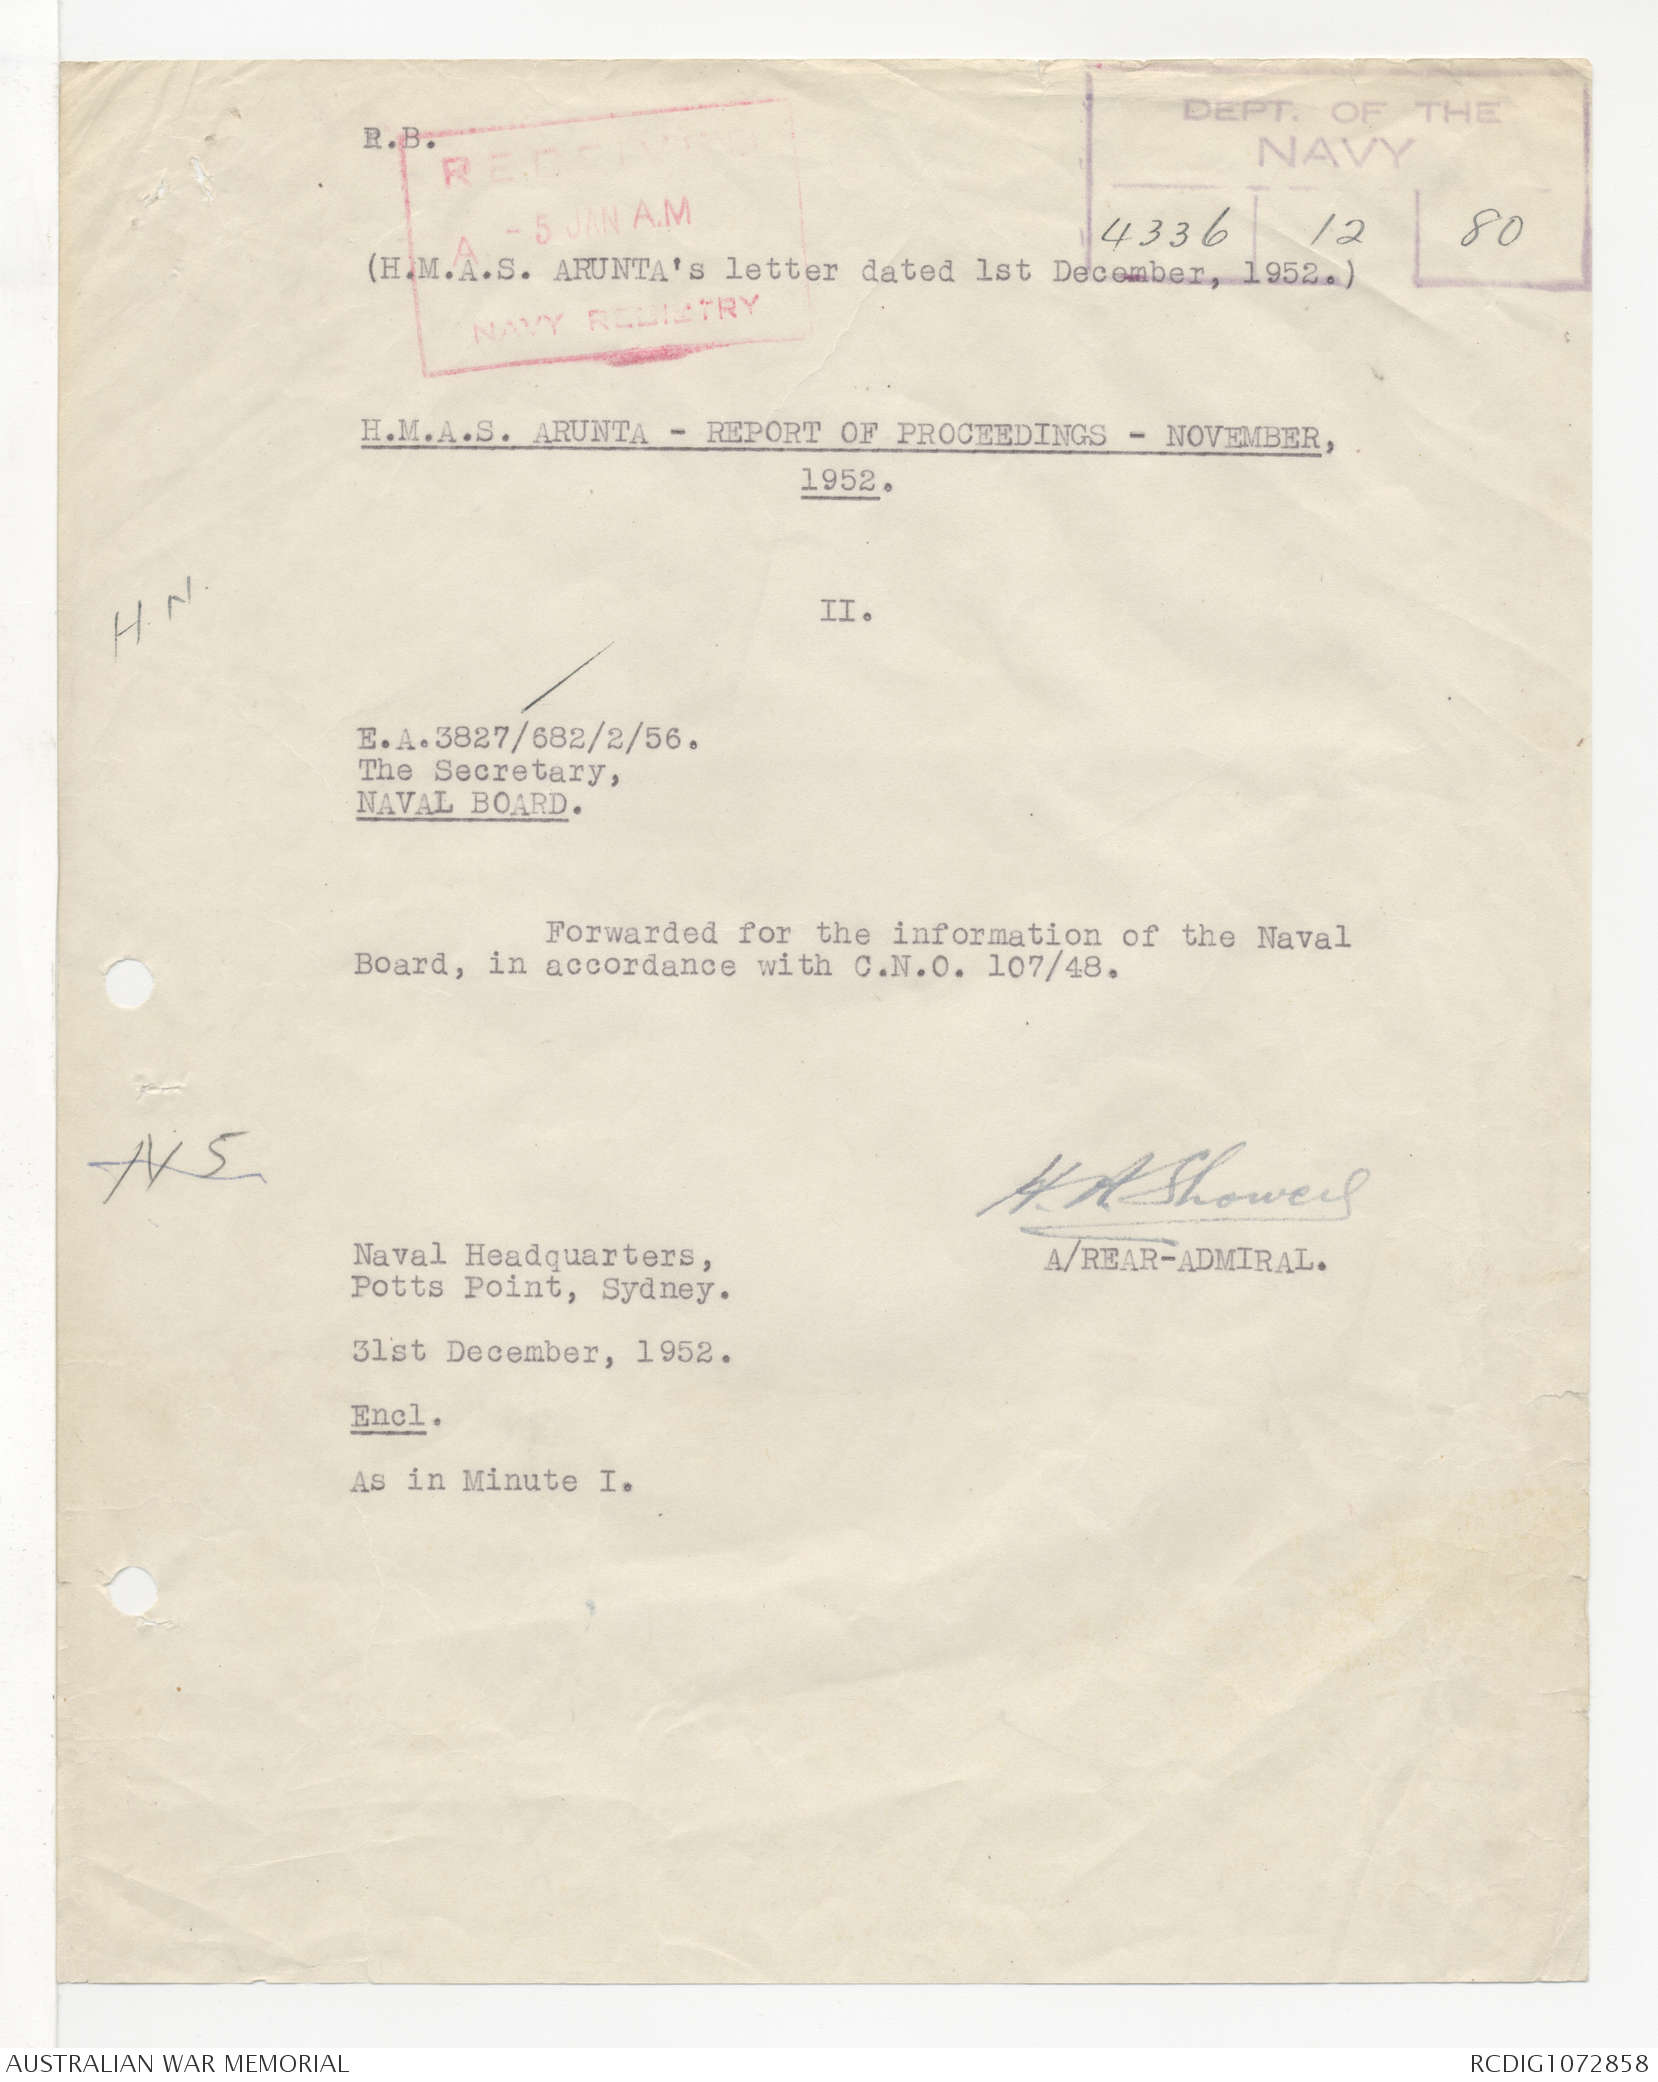 R.B.
RECEIVED
A -5 JAN A.M
NAVY REGISTRY
DEPT. OF THE
NAVY
4336 12 80
(H.M.A.S. ARUNTA's letter dated 1st December, 1952.)
H.M.A.S. ARUNTA - REPORT OF PROCEEDINGS - NOVEMBER,
1952.
H.N.
II.
E.A.3827/682/2/56.
The Secretary,
NAVAL BOARD.
Forwarded for the information of the Naval
Board, in accordance with C.N.O. 107/48.
H.A. Showers
A/REAR-ADMIRAL.
Naval Headquarters,
Potts Point, Sydney.
31st December, 1952.
Encl.
As in Minute I.
AUSTRALIAN WAR MEMORIAL
RCDIG1072858